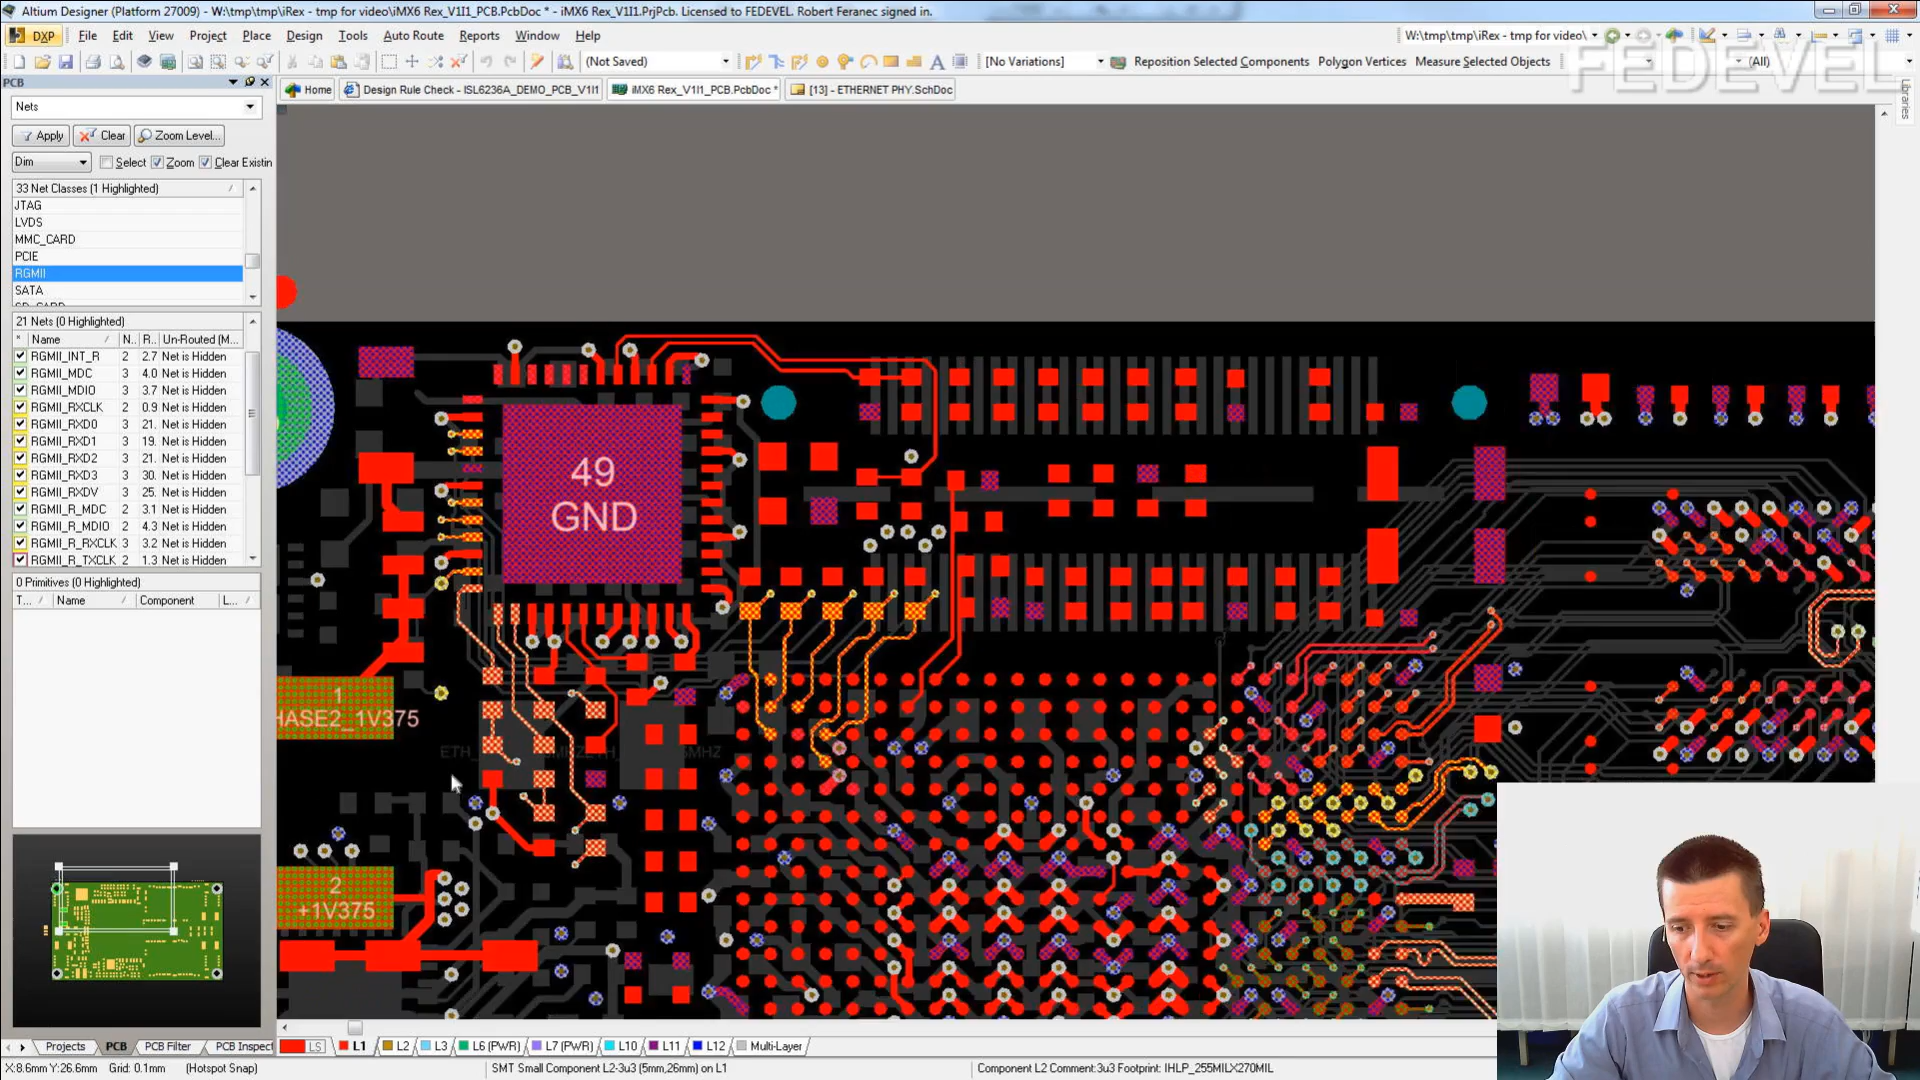 Altium Designer (Platform 27009) - W:\tmp\tmp\iRex - tmp for video\iMX6 Rex_V1I1_PCB.PcbDoc * - iMX6 Rex_V1I1.PrjPcb. Licensed to FEDEVEL. Robert Feranec signed in.
DXP File Edit View Project Place Design Tools Auto Route Reports Window Help
W:\tmp\tmp\iRex - tmp for video\
(Not Saved) [No Variations] Reposition Selected Components Polygon Vertices Measure Selected Objects (All)
FEDEVEL
PCB
Home Design Rule Check - ISL6236A_DEMO_PCB_V1I1 iMX6 Rex_V1I1_PCB.PcbDoc * [13] - ETHERNET PHY.SchDoc
Libraries
Nets
Apply Clear Zoom Level...
Dim Select Zoom Clear Existin
33 Net Classes (1 Highlighted)
JTAG
LVDS
MMC_CARD
PCIE
RGMII
SATA
21 Nets (0 Highlighted)
* Name N.. R.. Un-Routed (M...
RGMII_INT_R 2 2.7 Net is Hidden
RGMII_MDC 3 4.0 Net is Hidden
RGMII_MDIO 3 3.7 Net is Hidden
RGMII_RXCLK 2 0.9 Net is Hidden
RGMII_RXD0 3 21. Net is Hidden
RGMII_RXD1 3 19. Net is Hidden
RGMII_RXD2 3 21. Net is Hidden
RGMII_RXD3 3 30. Net is Hidden
RGMII_RXDV 3 25. Net is Hidden
RGMII_R_MDC 2 3.1 Net is Hidden
RGMII_R_MDIO 2 4.3 Net is Hidden
RGMII_R_RXCLK 3 3.2 Net is Hidden
RGMII_R_TXCLK 2 1.3 Net is Hidden
0 Primitives (0 Highlighted)
T... Name Component L...
49
GND
1
HASE2_1V375
2
+1V375
Projects PCB PCB Filter PCB Inspect
LS L1 L2 L3 L6 (PWR) L7 (PWR) L10 L11 L12 Multi-Layer
X:8.6mm Y:26.6mm Grid: 0.1mm (Hotspot Snap) SMT Small Component L2-3u3 (5mm,26mm) on L1 Component L2 Comment:3u3 Footprint: IHLP_255MILX270MIL